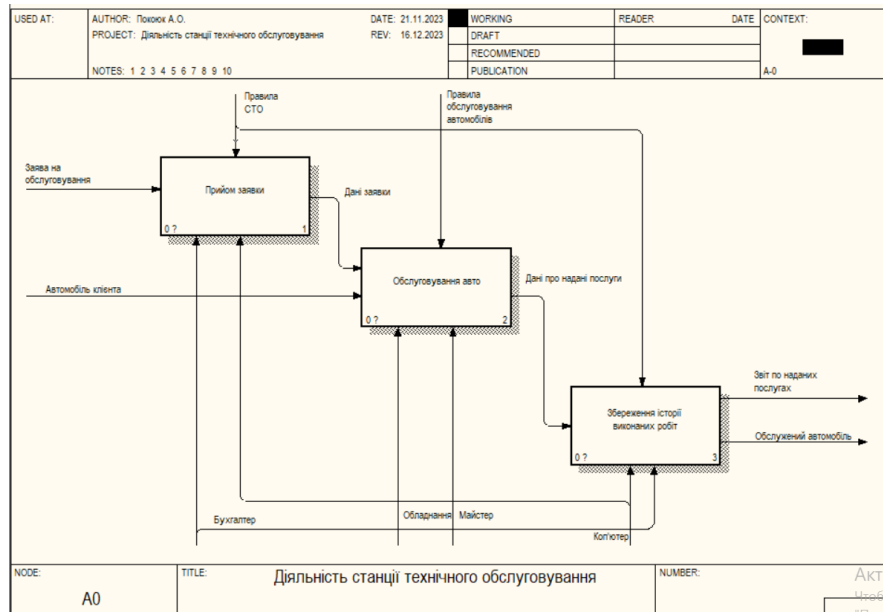 USED AT:
AUTHOR: Покоюк А.О.
DATE: 21.11.2023
WORKING
READER
DATE
CONTEXT:
PROJECT: Діяльність станції технічного обслуговування
REV: 16.12.2023
DRAFT
RECOMMENDED
NOTES: 1 2 3 4 5 6 7 8 9 10
PUBLICATION
A-0
Правила
СТО
Правила
обслуговування
автомобілів
Заява на
обслуговування
Прийом заявки
0 ?
1
Дані заявки
Автомобіль клієнта
Обслуговування авто
0 ?
2
Дані про надані послуги
Збереження історії
виконаних робіт
0 ?
3
Звіт по наданих
послугах
Обслужений автомобіль
Бухгалтер
Обладнання
Майстер
Коп'ютер
NODE:
A0
TITLE:
Діяльність станції технічного обслуговування
NUMBER: